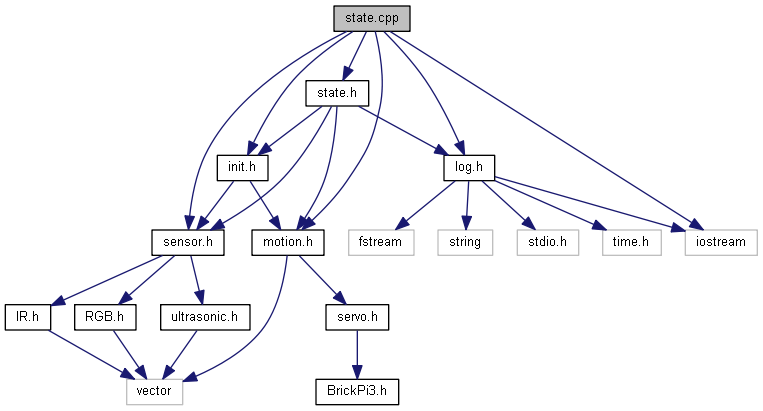 state.cpp
state.h
init.h
log.h
sensor.h
motion.h
fstream
string
stdio.h
time.h
iostream
IR.h
RGB.h
ultrasonic.h
servo.h
vector
BrickPi3.h